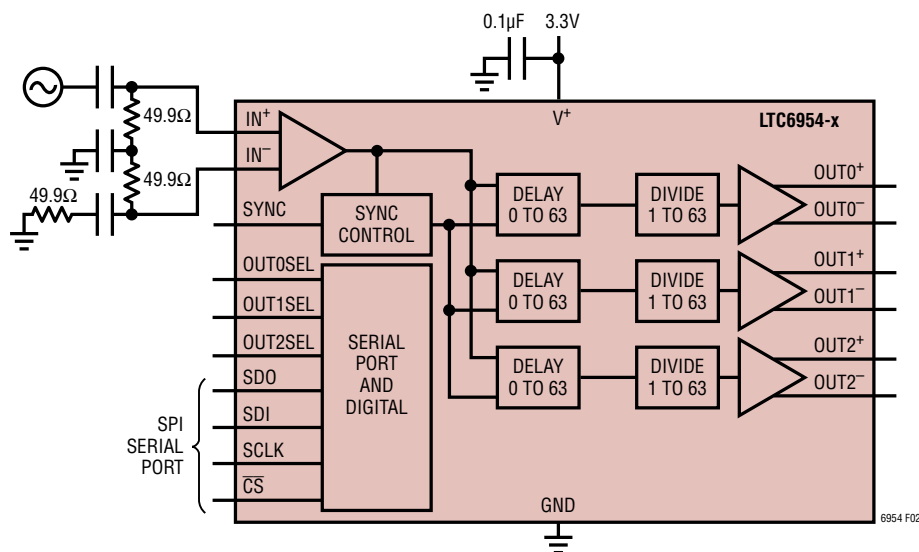 0.1µF
3.3V
49.9Ω
49.9Ω
49.9Ω
V+
LTC6954-x
IN+
IN–
SYNC
SYNC
CONTROL
OUT0SEL
OUT1SEL
OUT2SEL
SDO
SDI
SCLK
CS
SPI
SERIAL
PORT
SERIAL
PORT
AND
DIGITAL
DELAY
0 TO 63
DIVIDE
1 TO 63
OUT0+
OUT0–
DELAY
0 TO 63
DIVIDE
1 TO 63
OUT1+
OUT1–
DELAY
0 TO 63
DIVIDE
1 TO 63
OUT2+
OUT2–
GND
6954 F02